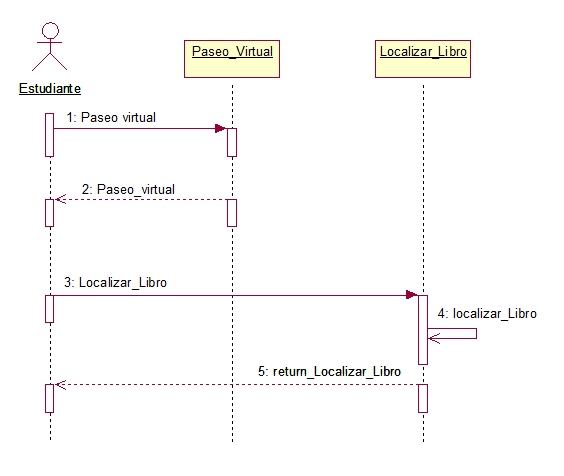 Paseo_Virtual
Localizar_Libro
Estudiante
1: Paseo virtual
2: Paseo_virtual
3: Localizar_Libro
4: localizar_Libro
5: return_Localizar_Libro